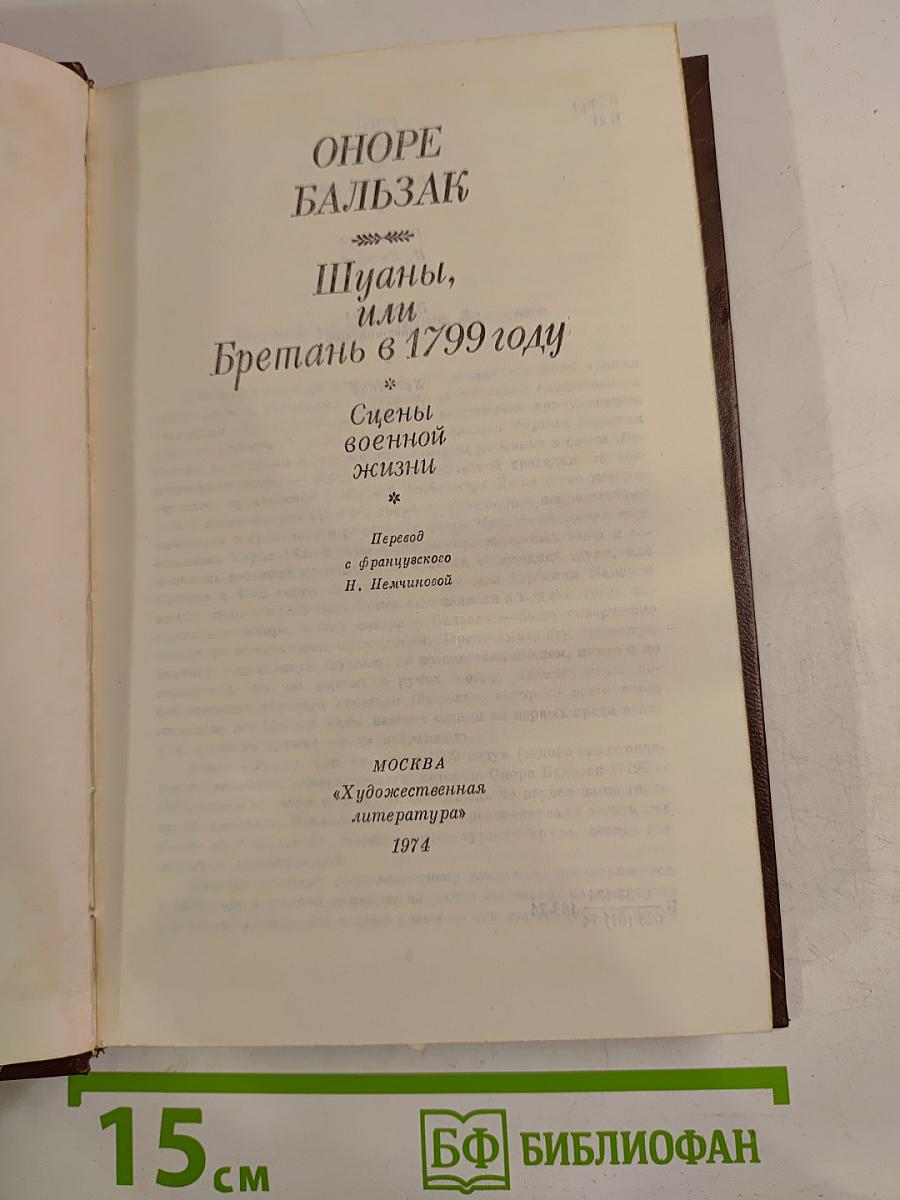 ОНОРЕ
БАЛЬЗАК
Шуаны,
или
Бретань в 1799 году
*
Сцены
военной
жизни
*
Перевод
с французского
Н. Немчиновой
МОСКВА
«Художественная
литература»
1974
15 см
БФ БИБЛИОФАН